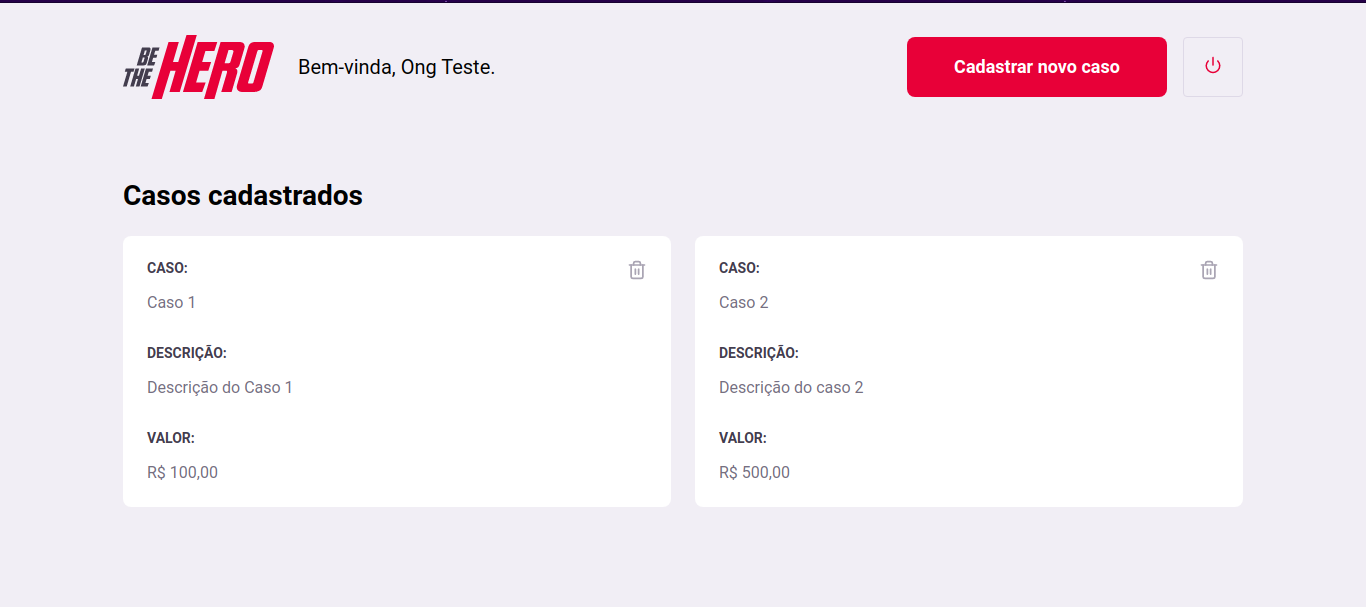 BE
THE HERO
Bem-vinda, Ong Teste.
Cadastrar novo caso
Casos cadastrados
CASO:
Caso 1
DESCRIÇÃO:
Descrição do Caso 1
VALOR:
R$ 100,00
CASO:
Caso 2
DESCRIÇÃO:
Descrição do caso 2
VALOR:
R$ 500,00